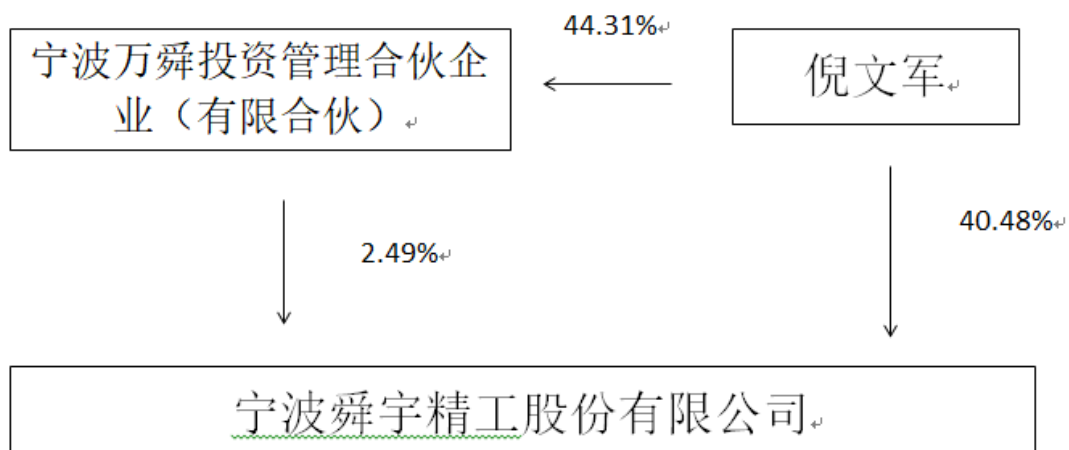 44.31%
宁波万舜投资管理合伙企
业（有限合伙）
倪文军
40.48%
2.49%
宁波舜宇精工股份有限公司